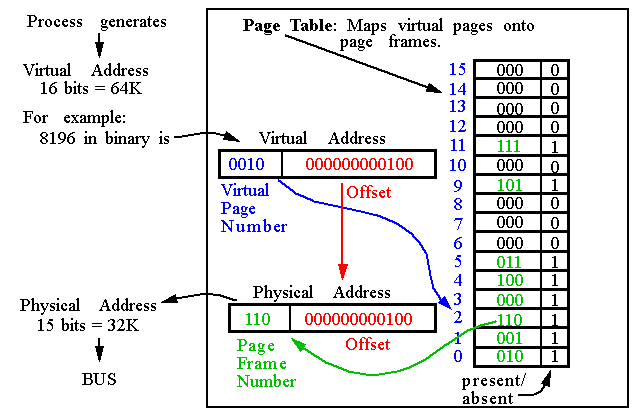 Process generates
Virtual Address
16 bits = 64K
For example:
8196 in binary is
Page Table: Maps virtual pages onto
page frames.
Virtual Address
0010 000000000100
Virtual
Page
Number
Offset
Physical Address
15 bits = 32K
BUS
Physical Address
110 000000000100
Page
Frame
Number
Offset
15 000 0
14 000 0
13 000 0
12 000 0
11 111 1
10 000 0
9 101 1
8 000 0
7 000 0
6 000 0
5 011 1
4 100 1
3 000 1
2 110 1
1 001 1
0 010 1
present/
absent